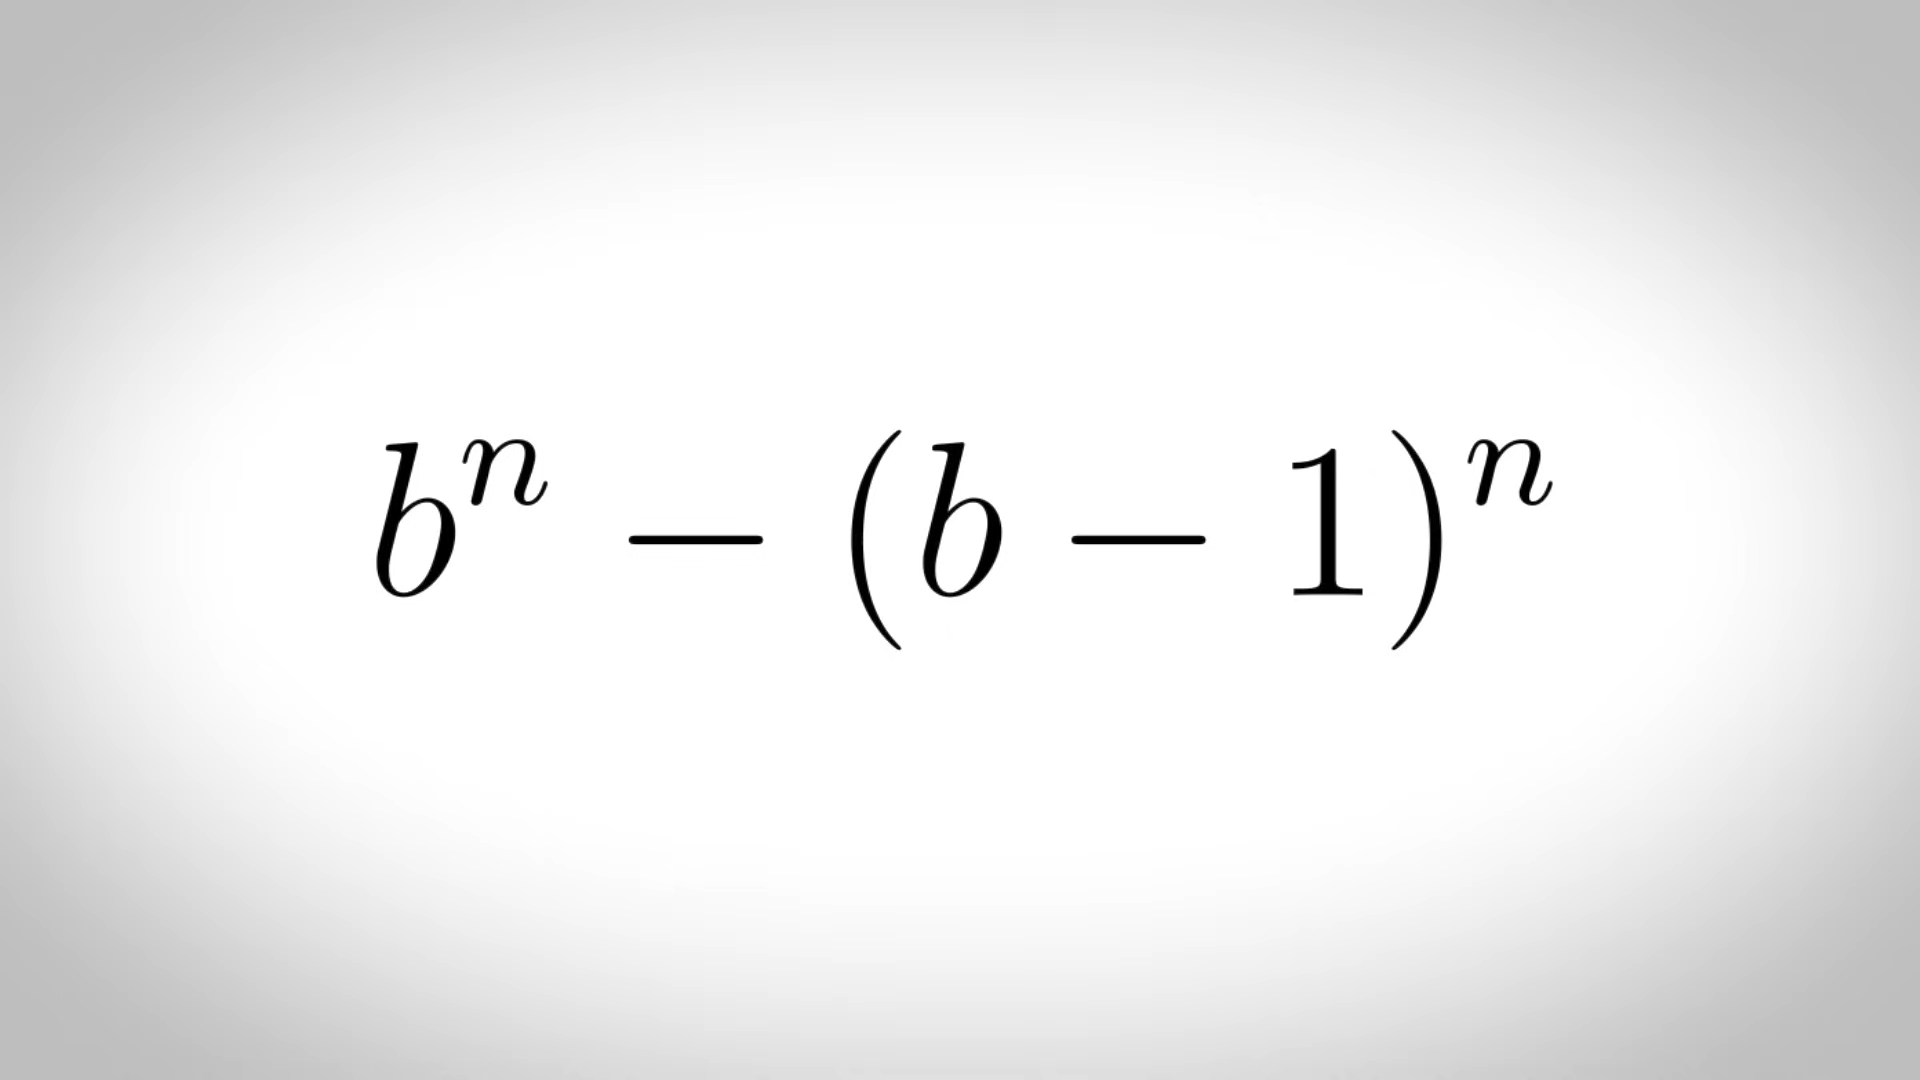 bⁿ − (b − 1)ⁿ